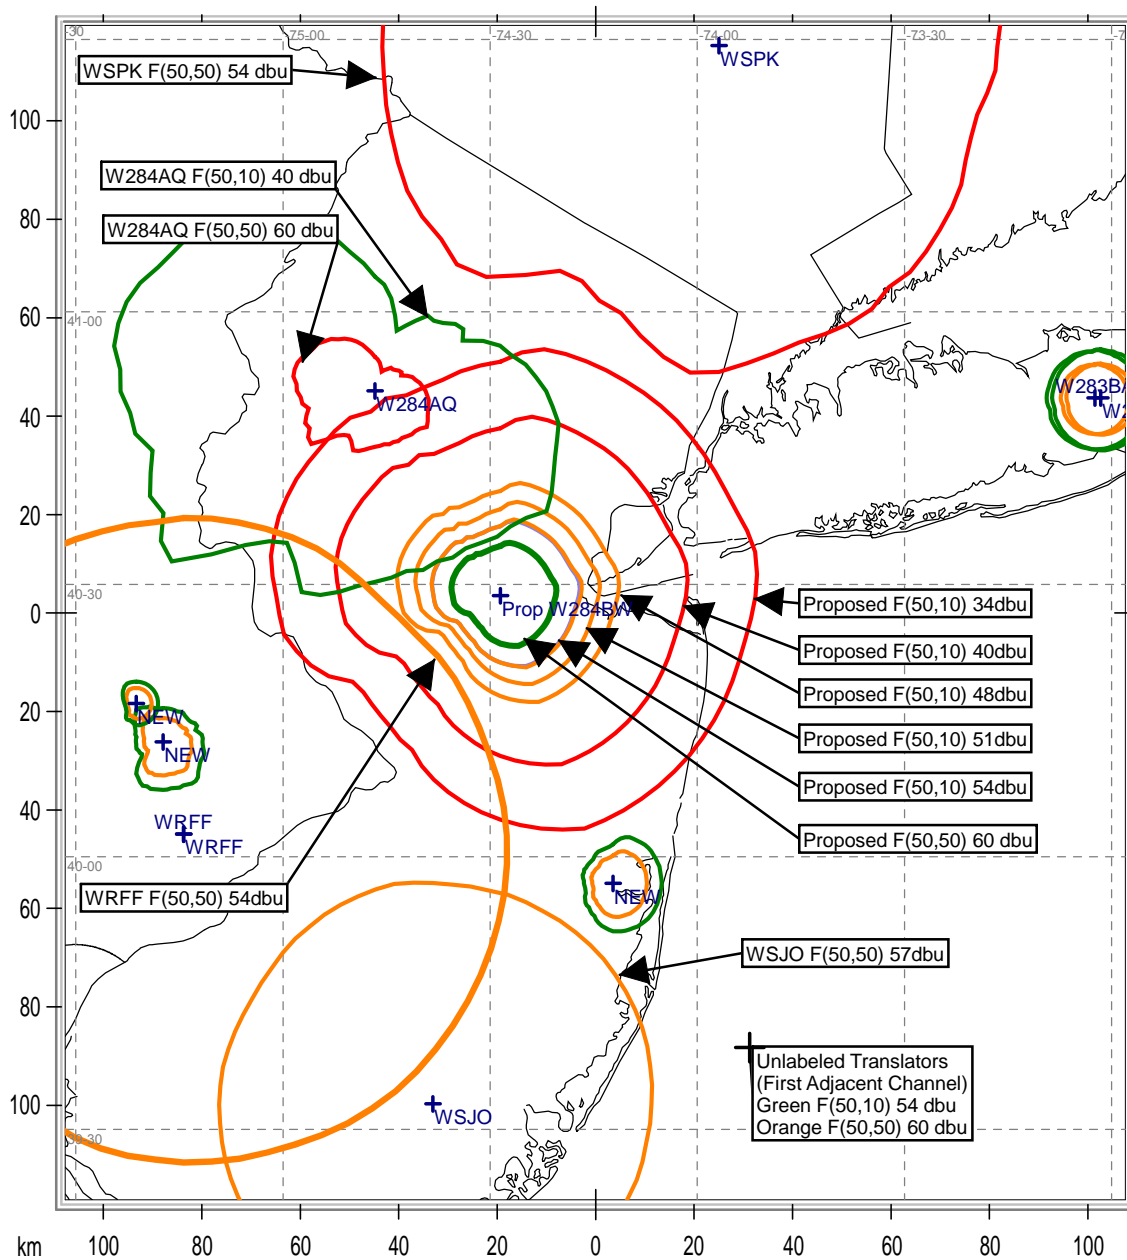 -30
-75-00
-74-30
-74-00
-73-30
WSPK
WSPK F(50,50) 54 dbu
100
W284AQ F(50,10) 40 dbu
80
W284AQ F(50,50) 60 dbu
60
41-00
W284AQ
W283BA
40
20
40-30
0
Prop W284BW
Proposed F(50,10) 34dbu
Proposed F(50,10) 40dbu
Proposed F(50,10) 48dbu
Proposed F(50,10) 51dbu
Proposed F(50,10) 54dbu
Proposed F(50,50) 60 dbu
20
NEW
NEW
40
WRFF
WRFF
40-00
WRFF F(50,50) 54dbu
NEW
60
WSJO F(50,50) 57dbu
80
Unlabeled Translators
(First Adjacent Channel)
Green F(50,10) 54 dbu
Orange F(50,50) 60 dbu
100
WSJO
km 100 80 60 40 20 0 20 40 60 80 100